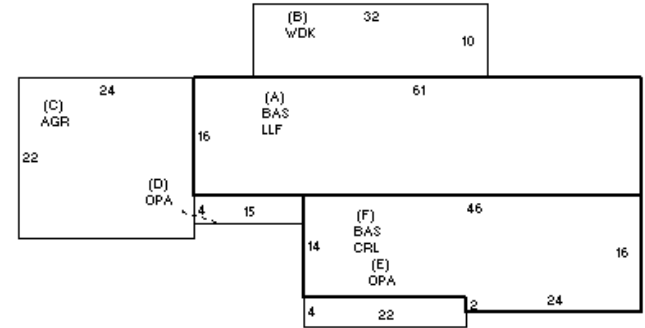 (B) 32
WDK
10
24
(C)
AGR
22
(A) 61
BAS
LLF
16
(D)
OPA
4 15
46
(F)
BAS
CRL
14
16
(E)
OPA
4 22
2 24